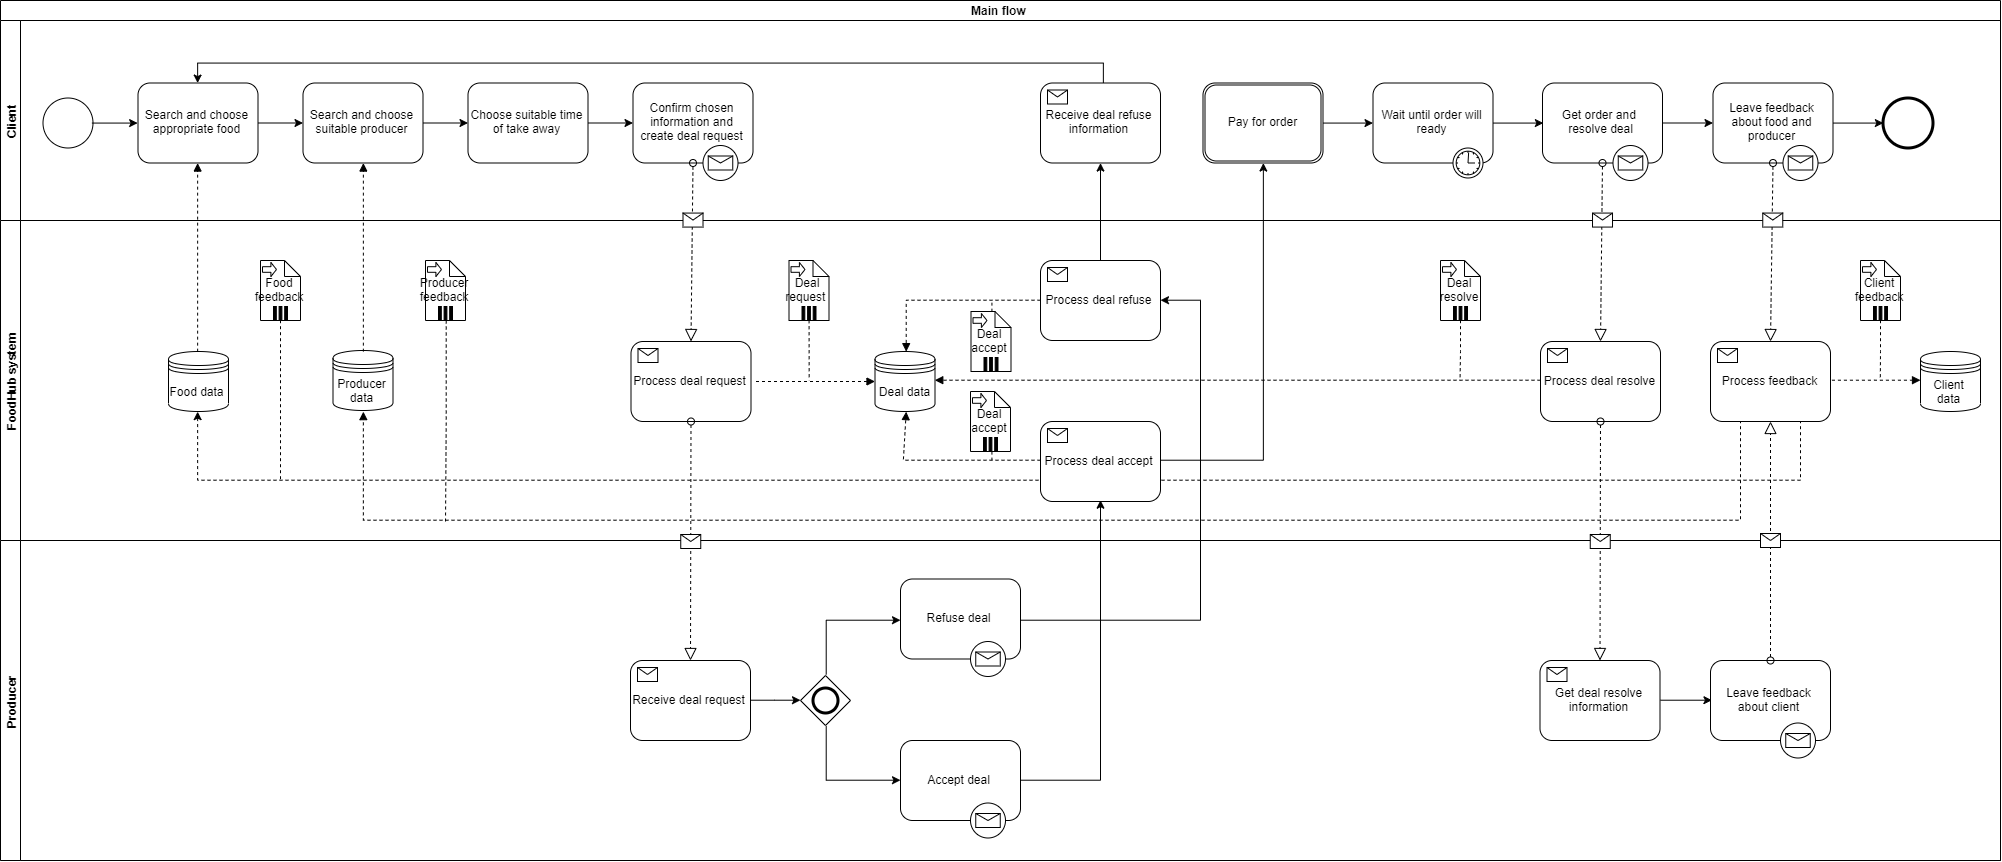 Main flow
Client
Search and choose
appropriate food
Search and choose
suitable producer
Choose suitable time
of take away
Confirm chosen
information and
create deal request
Receive deal refuse
information
Pay for order
Wait until order will
ready
Get order and
resolve deal
Leave feedback
about food and
producer
FoodHub system
Food
feedback
Producer
feedback
Deal
request
Process deal refuse
Deal
resolve
Client
feedback
Food data
Producer
data
Process deal request
Deal data
Deal
accept
Deal
accept
Process deal accept
Process deal resolve
Process feedback
Client
data
Producer
Receive deal request
Refuse deal
Accept deal
Get deal resolve
information
Leave feedback
about client